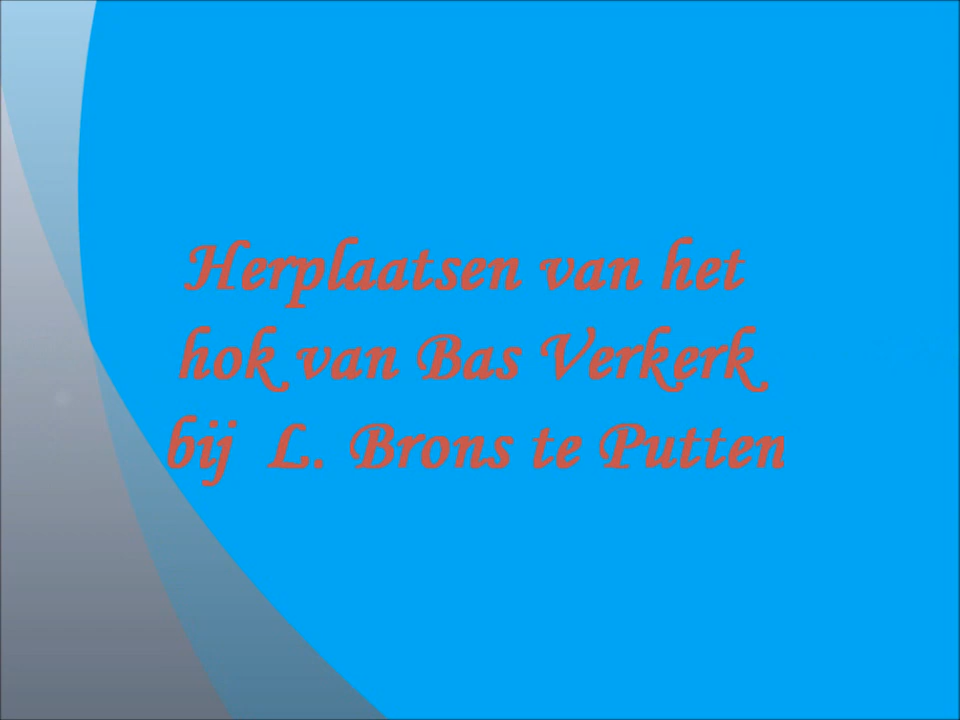 Herplaatsen van het
hok van Bas Verkerk
bij L. Brons te Putten